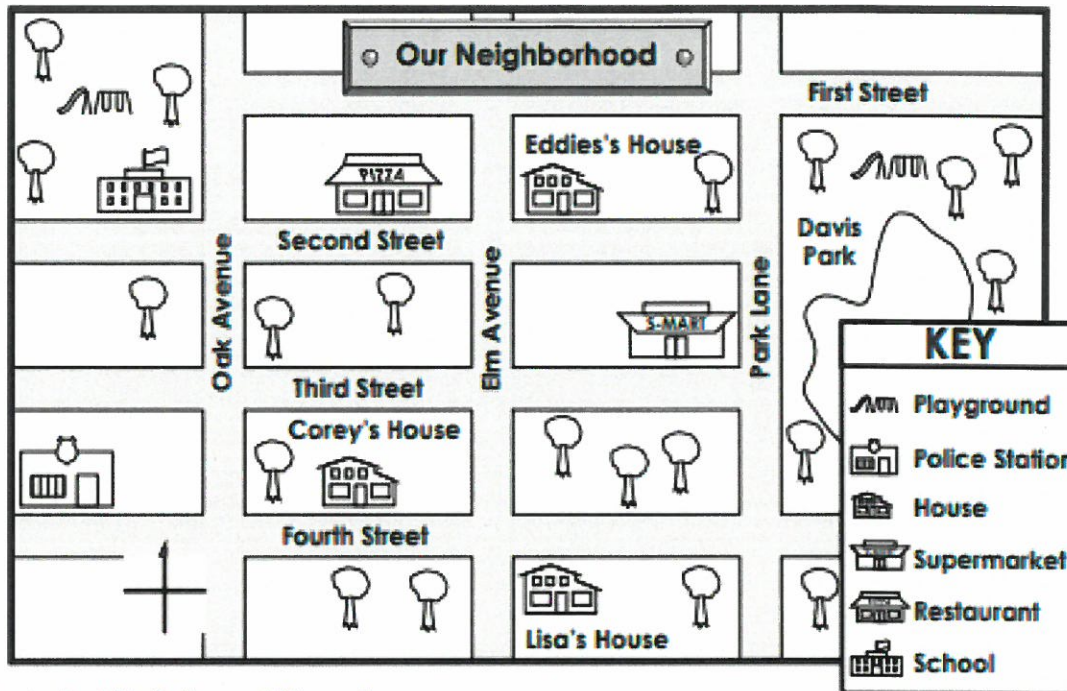 Our Neighborhood
First Street
Eddies's House
PIZZA
Second Street
Davis
Park
Oak Avenue
Elm Avenue
Park Lane
S-MART
Third Street
Corey's House
Fourth Street
Lisa's House
KEY
Playground
Police Station
House
Supermarket
Restaurant
School